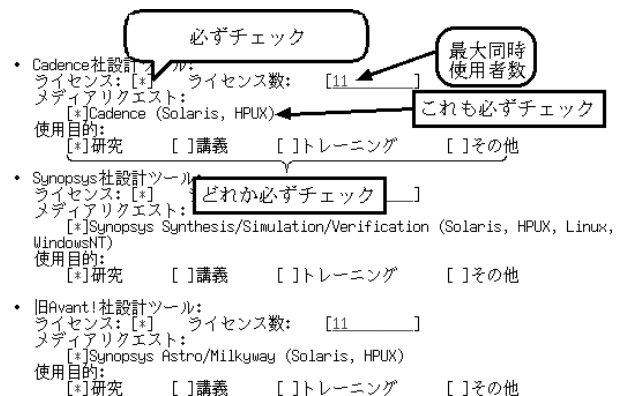 必ずチェック
最大同時
使用者数
• Cadence社設計ツール:
ライセンス: [*] ライセンス数: [11________]
メディアリクエスト:
[*]Cadence (Solaris, HPUX)
これも必ずチェック
使用目的:
[*]研究 [ ]講義 [ ]トレーニング [ ]その他
どれか必ずチェック
• Synopsys社設計ツール:
ライセンス: [*] ____]
メディアリクエスト:
[*]Synopsys Synthesis/Simulation/Verification (Solaris, HPUX, Linux,
WindowsNT)
使用目的:
[*]研究 [ ]講義 [ ]トレーニング [ ]その他
• 旧Avant!社設計ツール:
ライセンス: [*] ライセンス数: [11________]
メディアリクエスト:
[*]Synopsys Astro/Milkyway (Solaris, HPUX)
使用目的:
[*]研究 [ ]講義 [ ]トレーニング [ ]その他